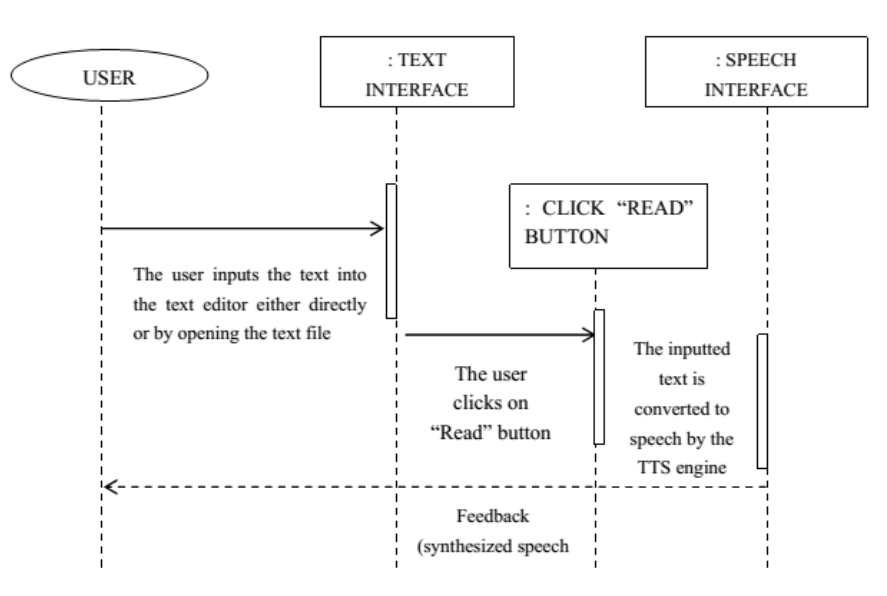 USER
: TEXT
INTERFACE
: SPEECH
INTERFACE
: CLICK “READ”
BUTTON
The user inputs the text into
the text editor either directly
or by opening the text file
The user
clicks on
“Read” button
The inputted
text is
converted to
speech by the
TTS engine
Feedback
(synthesized speech